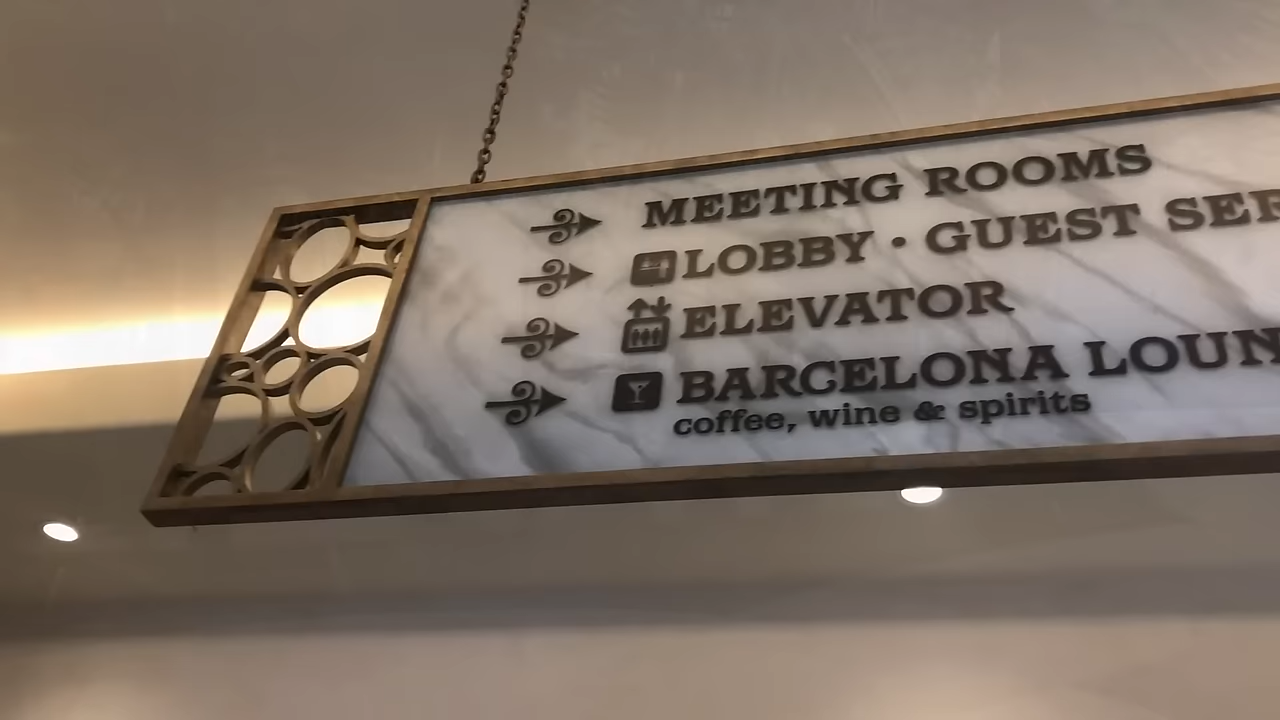 MEETING ROOMS
LOBBY • GUEST
ELEVATOR
BARCELONA
coffee, wine & spirits